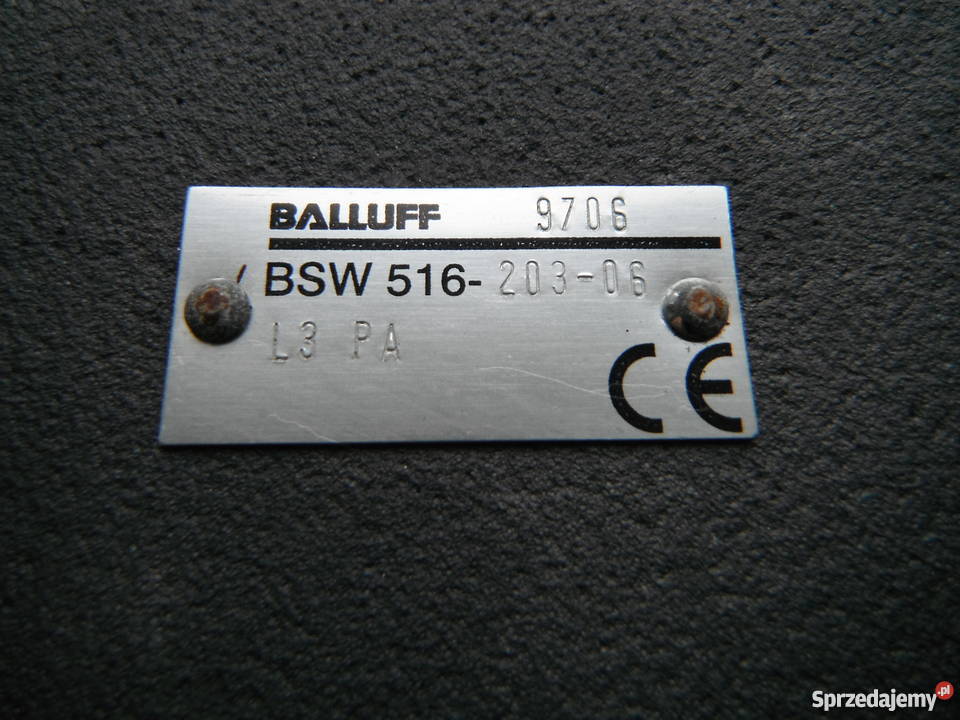 BALLUFF 9706
BSW 516-203-06
L3 PA
CE
Sprzedajemy.pl